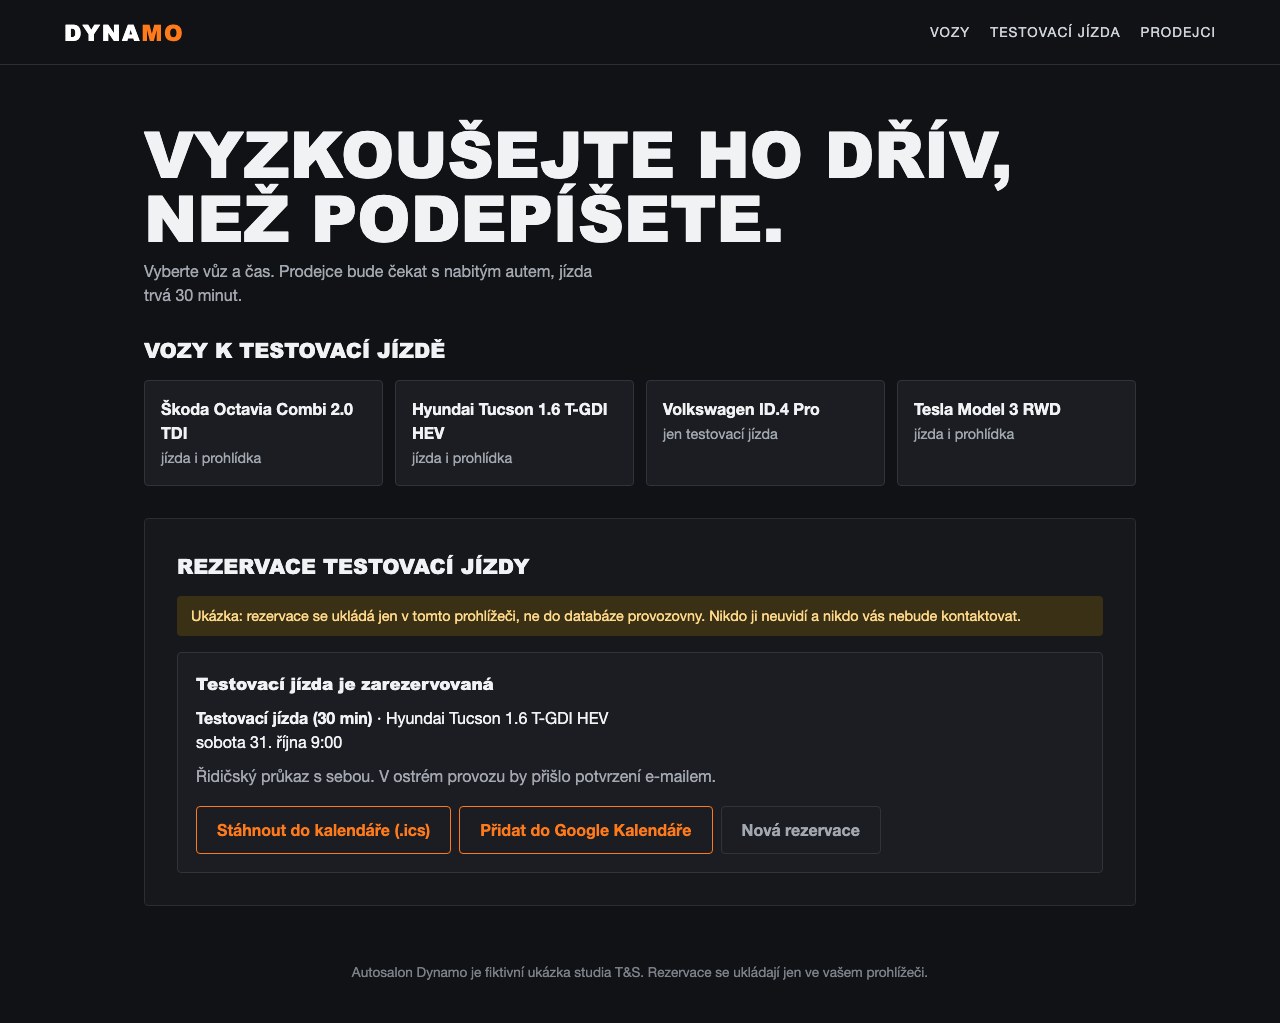 DYNAMO
VOZY
TESTOVACÍ JÍZDA
PRODEJCI
VYZKOUŠEJTE HO DŘÍV,
NEŽ PODEPÍŠETE.
Vyberte vůz a čas. Prodejce bude čekat s nabitým autem, jízda
trvá 30 minut.
VOZY K TESTOVACÍ JÍZDĚ
Škoda Octavia Combi 2.0
TDI
jízda i prohlídka
Hyundai Tucson 1.6 T-GDI
HEV
jízda i prohlídka
Volkswagen ID.4 Pro
jen testovací jízda
Tesla Model 3 RWD
jízda i prohlídka
REZERVACE TESTOVACÍ JÍZDY
Ukázka: rezervace se ukládá jen v tomto prohlížeči, ne do databáze provozovny. Nikdo ji neuvidí a nikdo vás nebude kontaktovat.
Testovací jízda je zarezervovaná
Testovací jízda (30 min) · Hyundai Tucson 1.6 T-GDI HEV
sobota 31. října 9:00
Řidičský průkaz s sebou. V ostrém provozu by přišlo potvrzení e-mailem.
Stáhnout do kalendáře (.ics)
Přidat do Google Kalendáře
Nová rezervace
Autosalon Dynamo je fiktivní ukázka studia T&S. Rezervace se ukládají jen ve vašem prohlížeči.